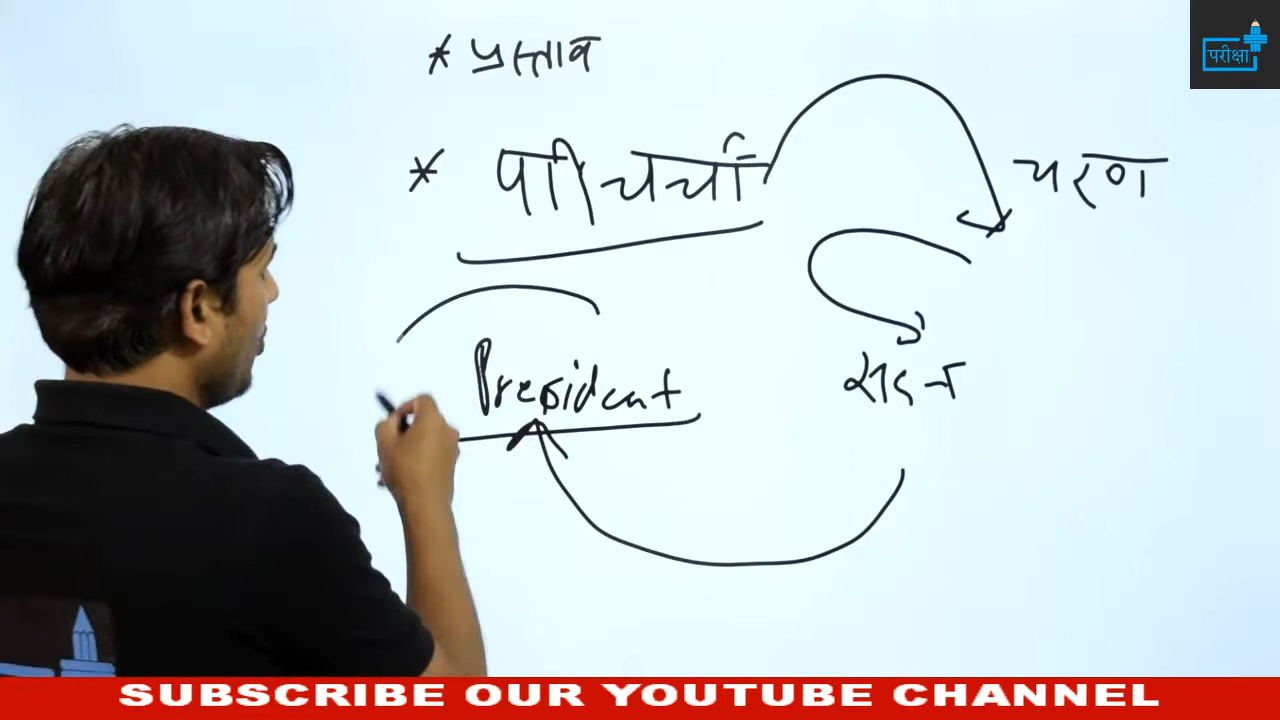 * प्रस्ताव
परीक्षा
* परिचर्चा
चरण
President
सदन
SUBSCRIBE OUR YOUTUBE CHANNEL